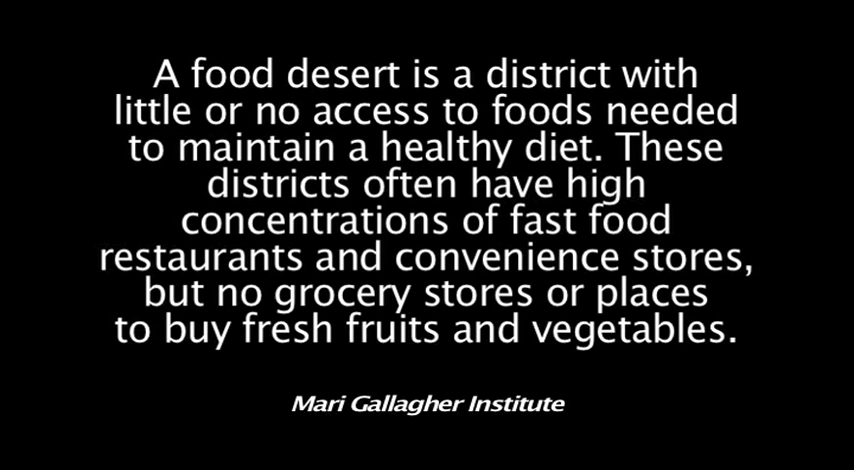 A food desert is a district with
little or no access to foods needed
to maintain a healthy diet. These
districts often have high
concentrations of fast food
restaurants and convenience stores,
but no grocery stores or places
to buy fresh fruits and vegetables.
Mari Gallagher Institute